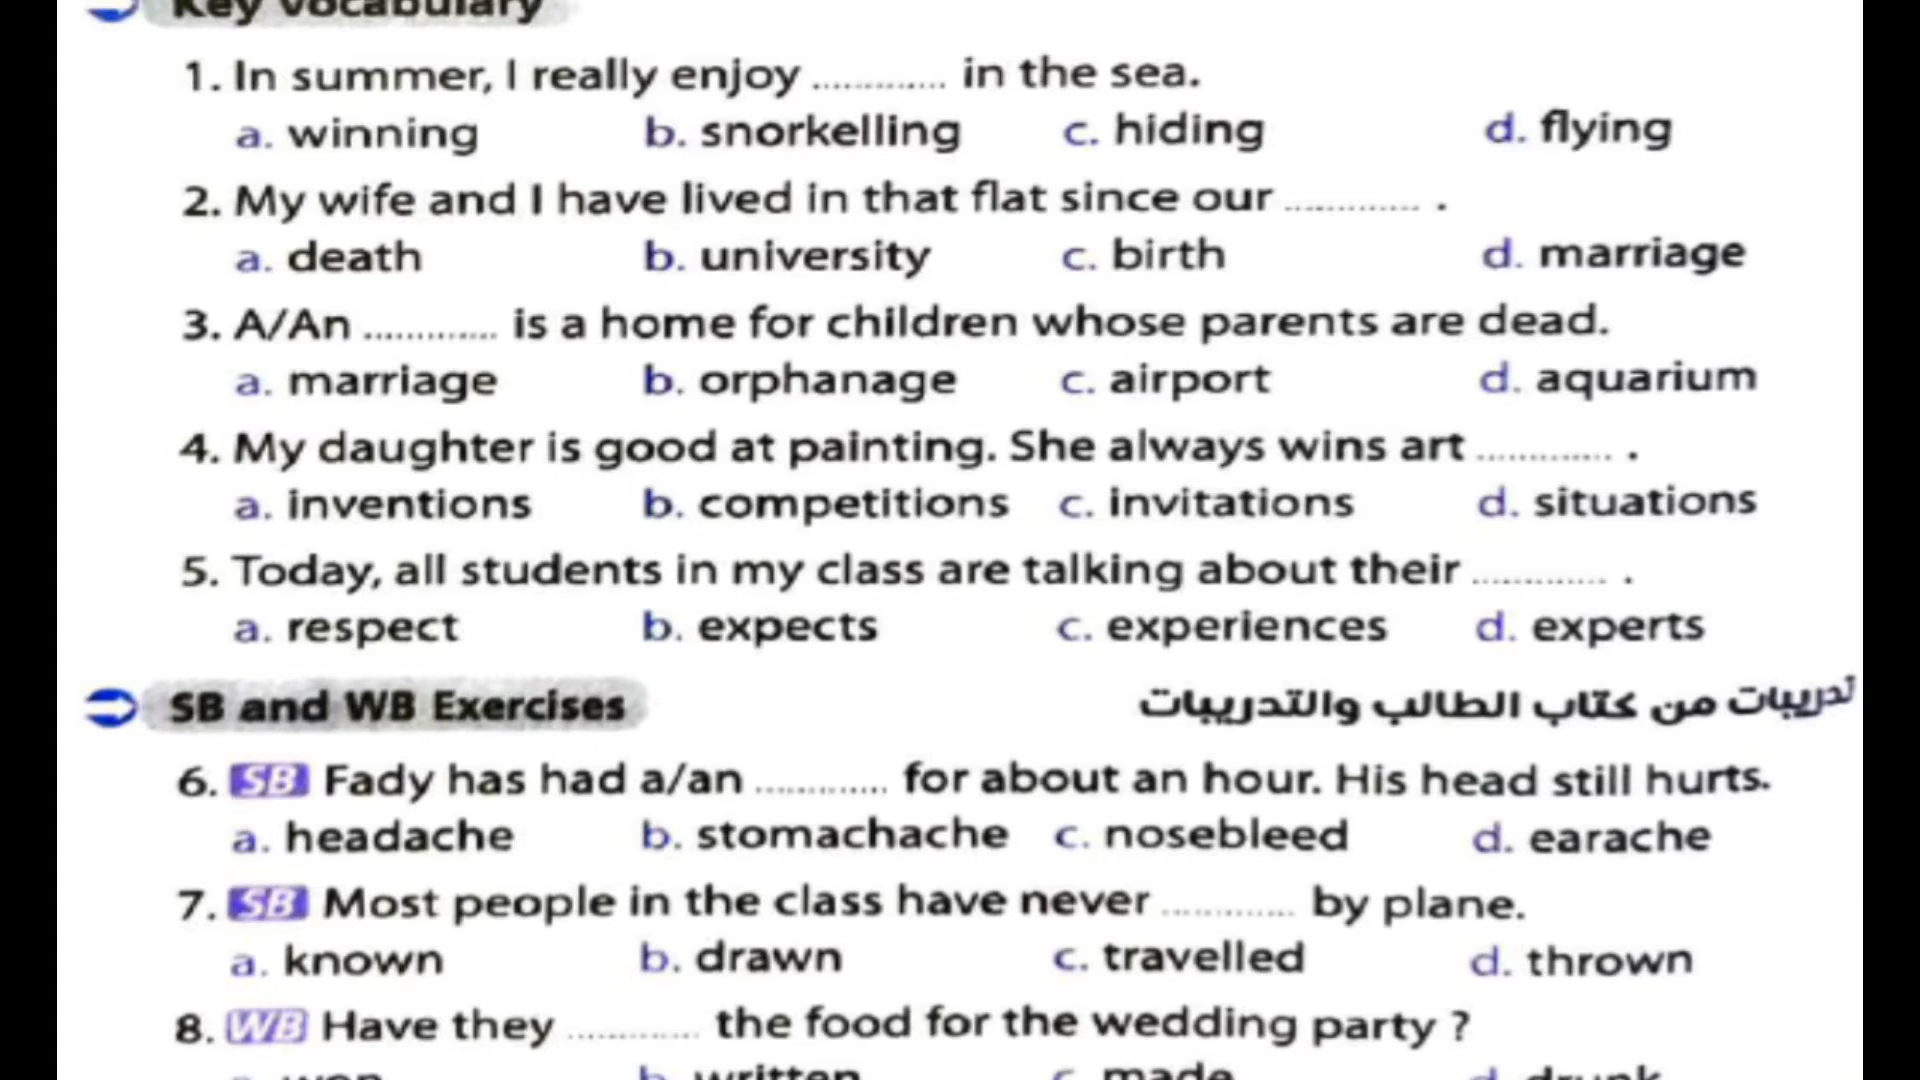 Key Vocabulary
1. In summer, I really enjoy ............ in the sea.
a. winning b. snorkelling c. hiding d. flying
2. My wife and I have lived in that flat since our ............ .
a. death b. university c. birth d. marriage
3. A/An ............ is a home for children whose parents are dead.
a. marriage b. orphanage c. airport d. aquarium
4. My daughter is good at painting. She always wins art ............ .
a. inventions b. competitions c. invitations d. situations
5. Today, all students in my class are talking about their ............ .
a. respect b. expects c. experiences d. experts
SB and WB Exercises تدريبات من كتاب الطالب والتدريبات
6. SB Fady has had a/an ............ for about an hour. His head still hurts.
a. headache b. stomachache c. nosebleed d. earache
7. SB Most people in the class have never ............ by plane.
a. known b. drawn c. travelled d. thrown
8. WB Have they ............ the food for the wedding party ?
a. won b. written c. made d. drunk